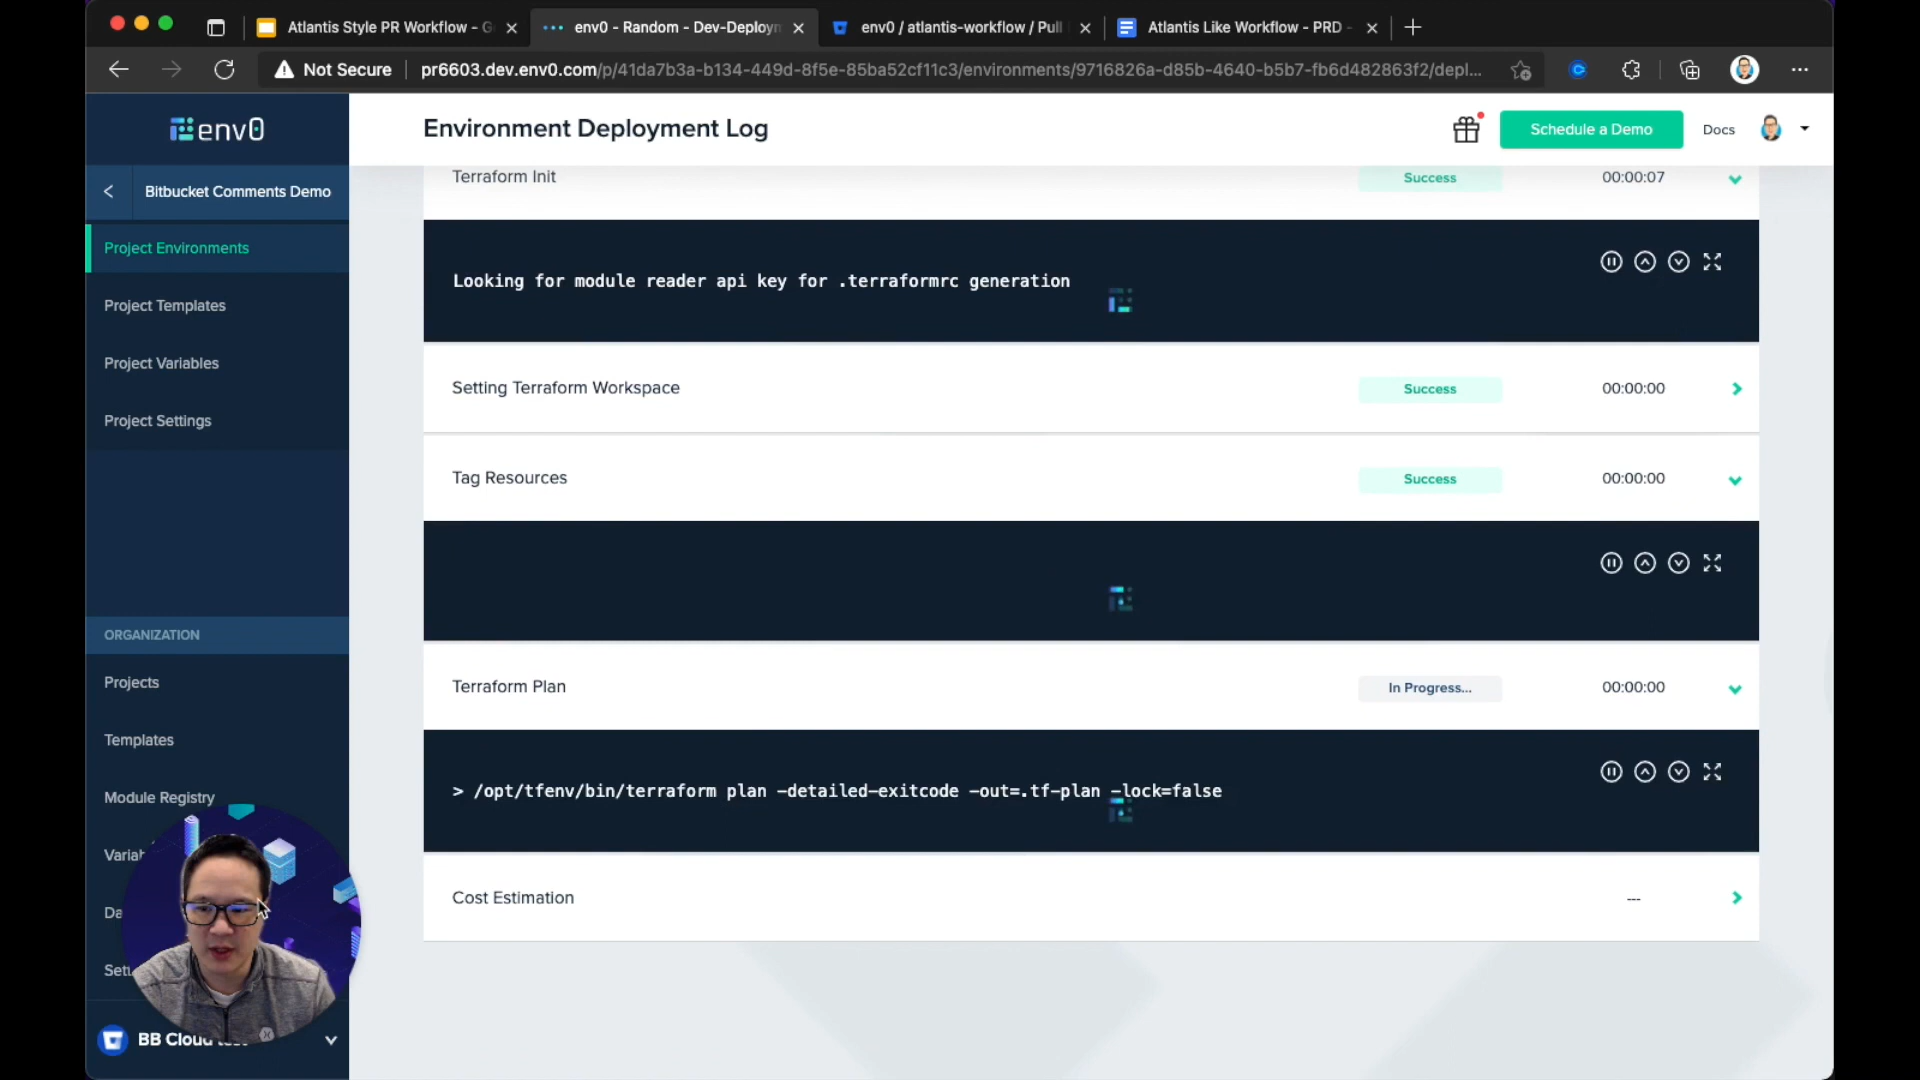 Atlantis Style PR Workflow - G
env0 - Random - Dev-Deployn
env0 / atlantis-workflow / Pull
Atlantis Like Workflow - PRD -
Not Secure
pr6603.dev.env0.com/p/41da7b3a-b134-449d-8f5e-85ba52cf11c3/environments/9716826a-d85b-4640-b5b7-fb6d482863f2/depl...
env0
Environment Deployment Log
Schedule a Demo
Docs
Bitbucket Comments Demo
Project Environments
Project Templates
Project Variables
Project Settings
ORGANIZATION
Projects
Templates
Module Registry
Variab
Da
BB Cloud
Terraform Init
Success
00:00:07
Looking for module reader api key for .terraformrc generation
Setting Terraform Workspace
Success
00:00:00
Tag Resources
Success
00:00:00
Terraform Plan
In Progress...
00:00:00
> /opt/tfenv/bin/terraform plan -detailed-exitcode -out=.tf-plan -lock=false
Cost Estimation
---